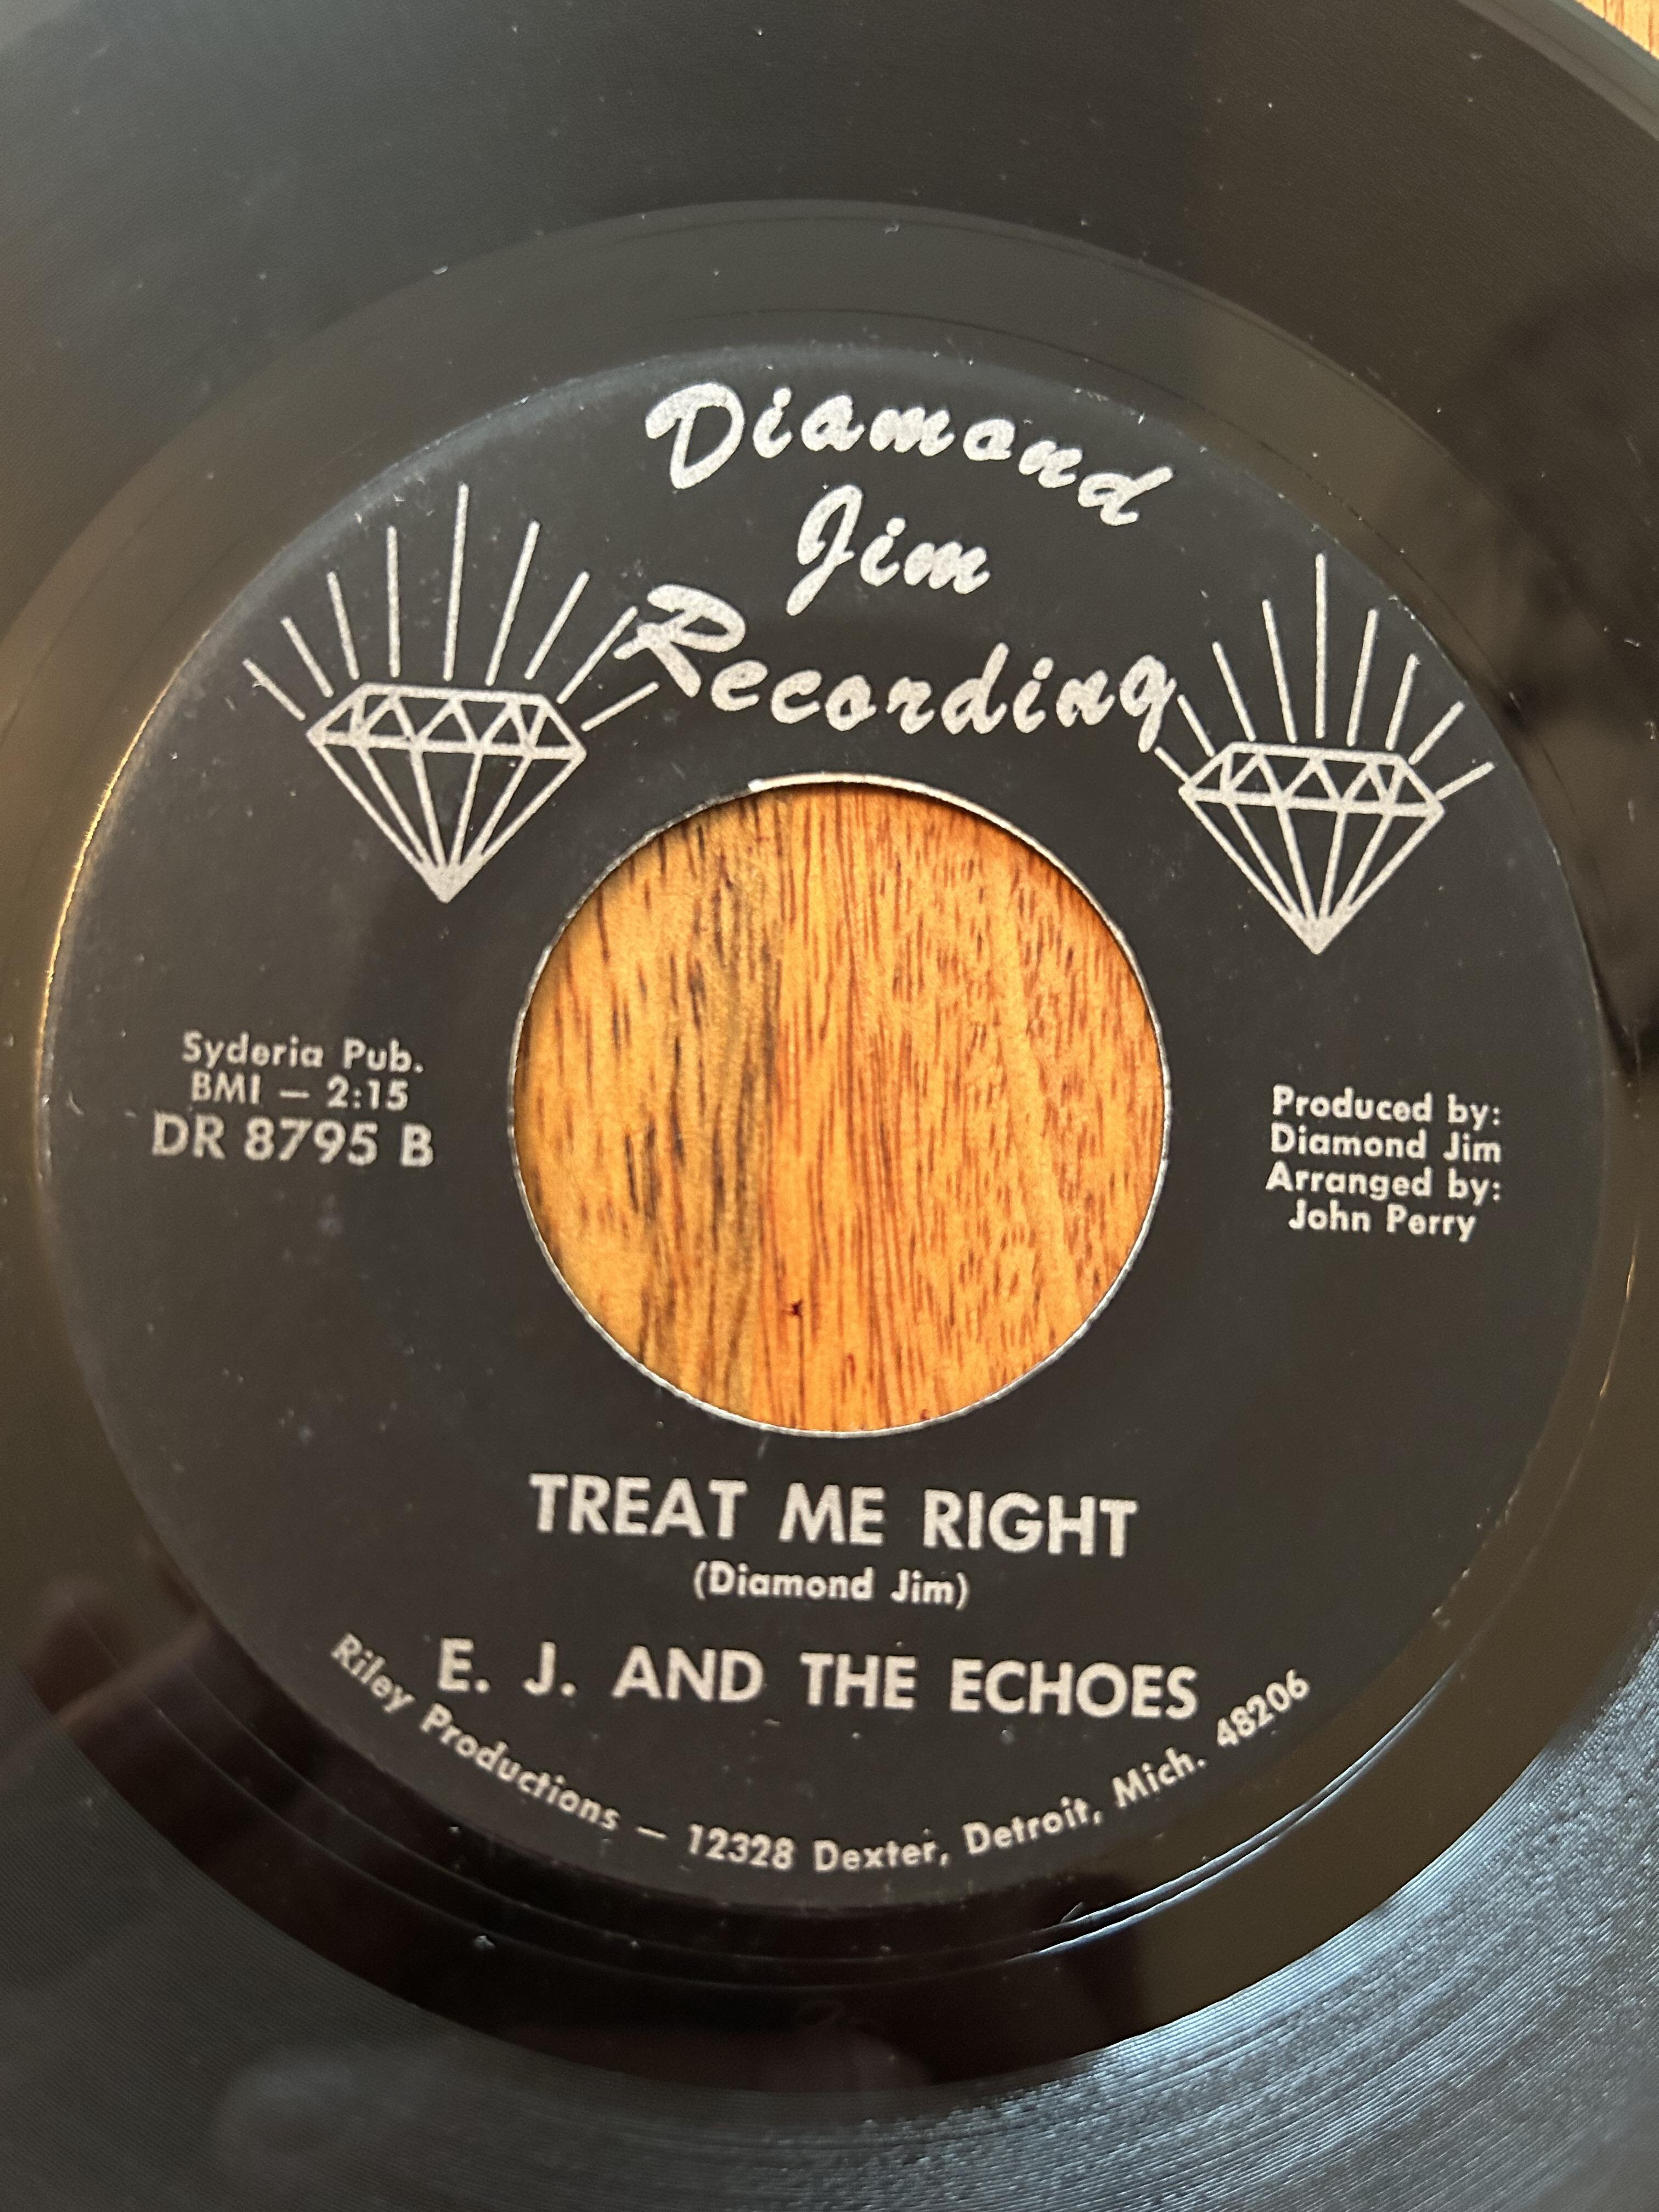 Diamond
Jim
Recording
Syderia Pub.
BMI — 2:15
DR 8795 B
Produced by:
Diamond Jim
Arranged by:
John Perry
TREAT ME RIGHT
(Diamond Jim)
E. J. AND THE ECHOES
Riley Productions — 12328 Dexter, Detroit, Mich. 48206